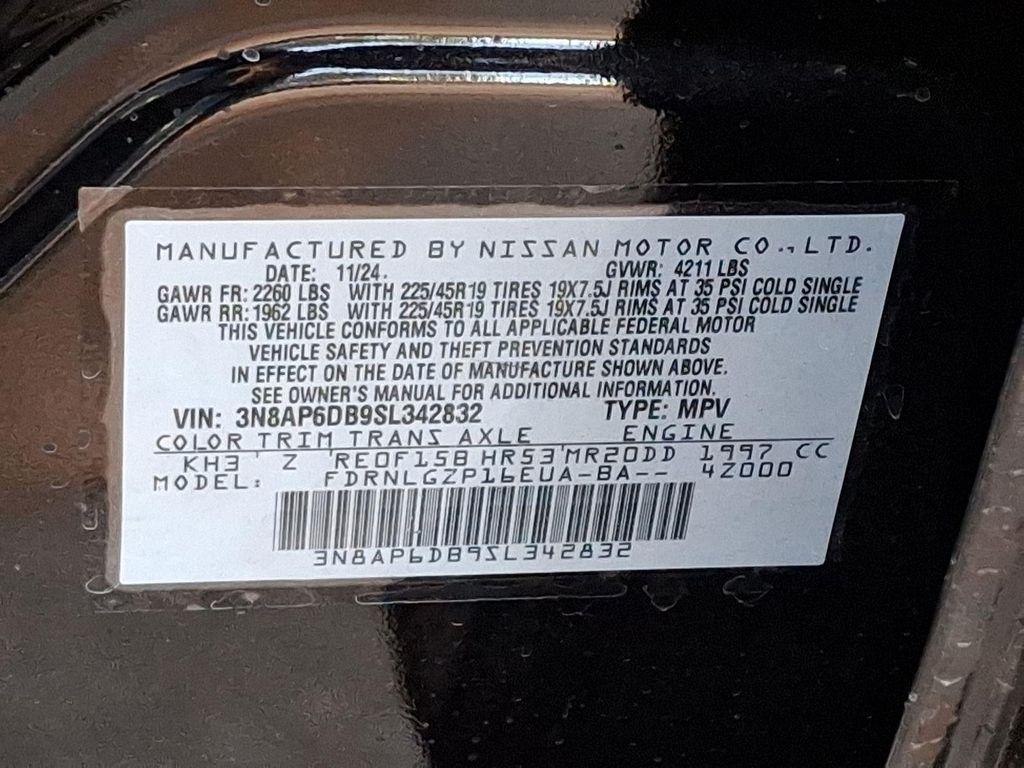 MANUFACTURED BY NISSAN MOTOR CO., LTD.
DATE: 11/24. GVWR: 4211 LBS
GAWR FR: 2260 LBS WITH 225/45R19 TIRES 19X7.5J RIMS AT 35 PSI COLD SINGLE
GAWR RR: 1962 LBS WITH 225/45R19 TIRES 19X7.5J RIMS AT 35 PSI COLD SINGLE
THIS VEHICLE CONFORMS TO ALL APPLICABLE FEDERAL MOTOR
VEHICLE SAFETY AND THEFT PREVENTION STANDARDS
IN EFFECT ON THE DATE OF MANUFACTURE SHOWN ABOVE.
SEE OWNER'S MANUAL FOR ADDITIONAL INFORMATION.
VIN: 3N8AP6DB9SL342832 TYPE: MPV
COLOR TRIM TRANS AXLE ENGINE
KH3 ' Z 'RE0F15B HR53'MR20DD 1997 CC
MODEL: FDRNLGZP16EUA-BA-- 4Z000
3N8AP6DB9SL342832